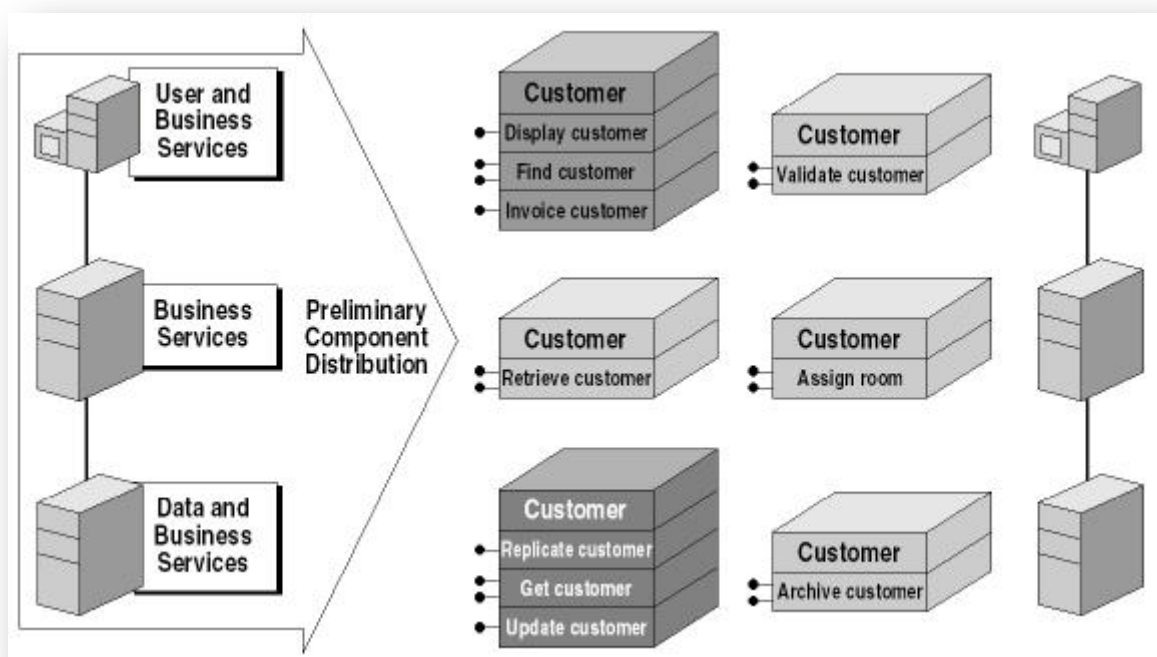 User and
Business
Services
Business
Services
Data and
Business
Services
Preliminary
Component
Distribution
Customer
Display customer
Find customer
Invoice customer
Customer
Validate customer
Customer
Retrieve customer
Customer
Assign room
Customer
Replicate customer
Get customer
Update customer
Customer
Archive customer